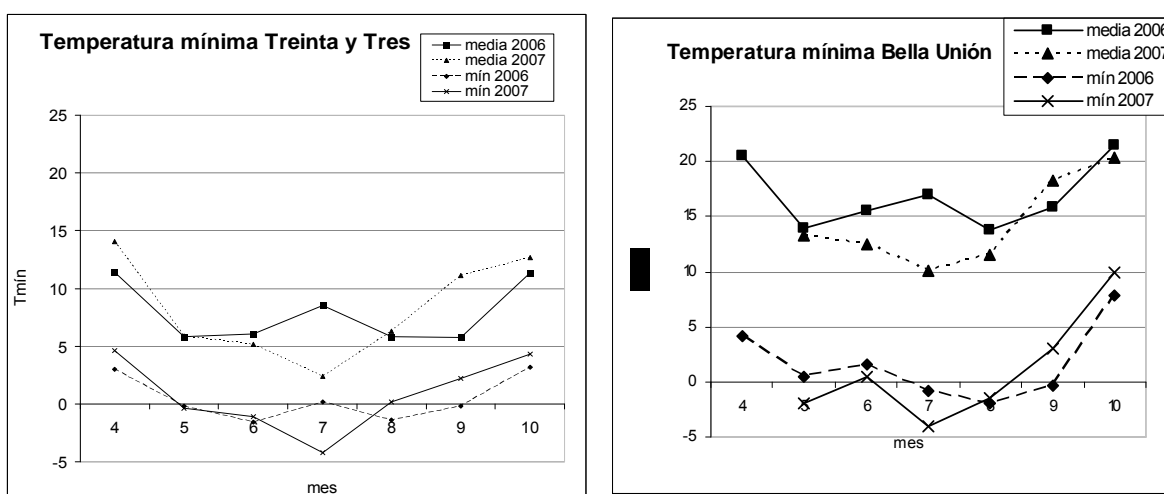 Temperatura mínima Treinta y Tres
media 2006
media 2007
mín 2006
mín 2007
25
20
15
10
5
0
-5
4 5 6 7 8 9 10
Tmín
mes
Temperatura mínima Bella Unión
media 2006
media 2007
mín 2006
mín 2007
25
20
15
10
5
0
-5
4 5 6 7 8 9 10
mes